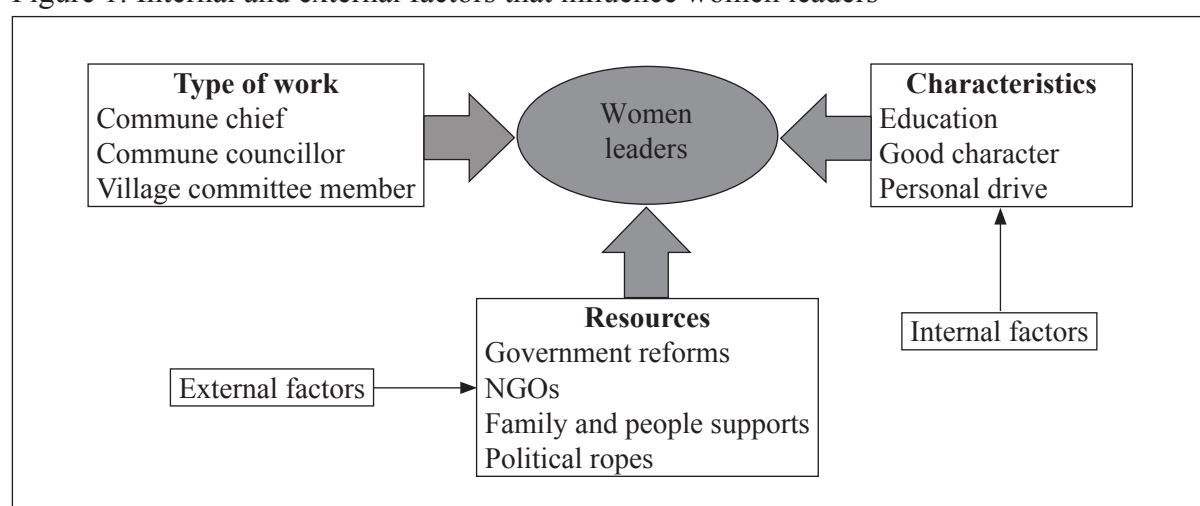 Figure 1: Internal and external factors that influence women leaders
Type of work
Commune chief
Commune councillor
Village committee member
Women
leaders
Characteristics
Education
Good character
Personal drive
Internal factors
Resources
Government reforms
NGOs
Family and people supports
Political ropes
External factors